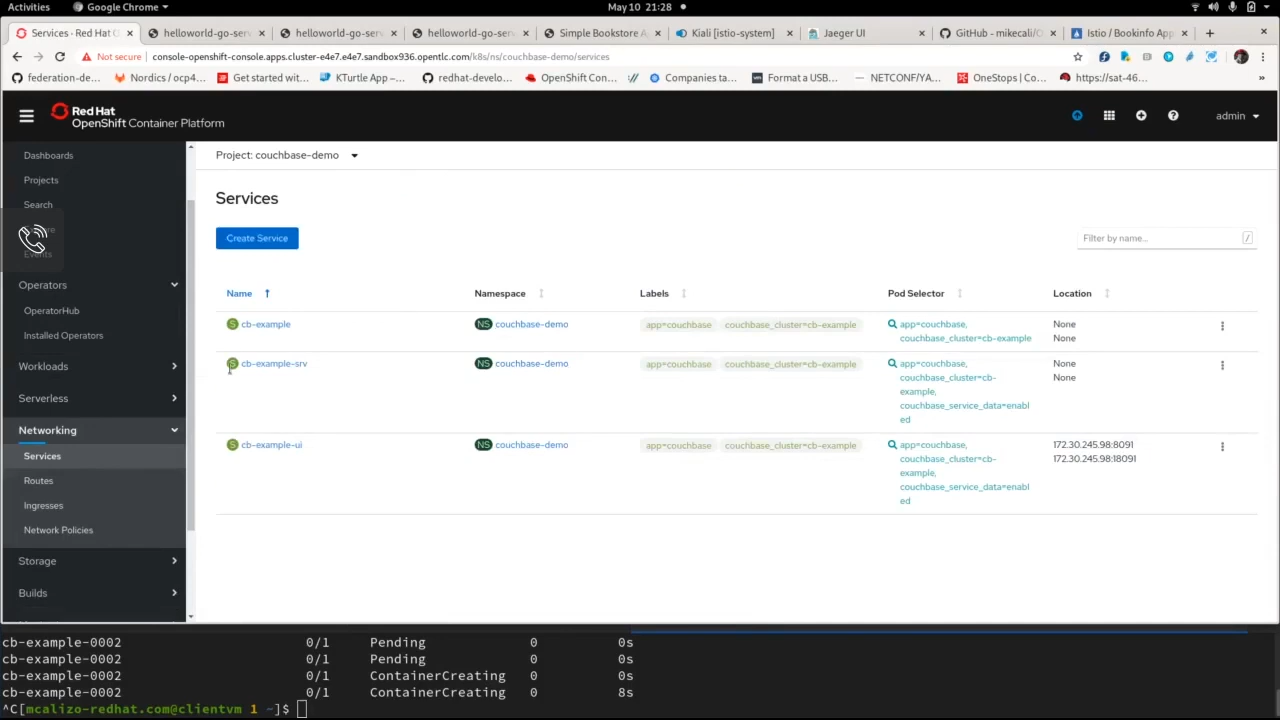 Activities
Google Chrome
May 10 21:28
Services - Red Hat O
helloworld-go-serv
helloworld-go-serv
helloworld-go-serv
Simple Bookstore A
Kiali [istio-system]
Jaeger UI
GitHub - mikecali/O
Istio / Bookinfo App
Not secure
console-openshift-console.apps.cluster-e4e7.e4e7.sandbox936.opentlc.com/k8s/ns/couchbase-demo/services
federation-de...
Nordics / ocp4...
Get started wit...
KTurtle App –...
redhat-develo...
OpenShift Con...
Companies ta...
Format a USB...
NETCONF/YA...
OneStops | Co...
https://sat-46...
»
Red Hat
OpenShift Container Platform
admin
Dashboards
Projects
Search
Events
Operators
OperatorHub
Installed Operators
Workloads
Serverless
Networking
Services
Routes
Ingresses
Network Policies
Storage
Builds
Project: couchbase-demo
Services
Create Service
Filter by name...
/
Name
Namespace
Labels
Pod Selector
Location
S cb-example
NS couchbase-demo
app=couchbase
couchbase_cluster=cb-example
app=couchbase,
couchbase_cluster=cb-example
None
None
S cb-example-srv
NS couchbase-demo
app=couchbase
couchbase_cluster=cb-example
app=couchbase,
couchbase_cluster=cb-
example,
couchbase_service_data=enabl
ed
None
None
S cb-example-ui
NS couchbase-demo
app=couchbase
couchbase_cluster=cb-example
app=couchbase,
couchbase_cluster=cb-
example,
couchbase_service_data=enabl
ed
172.30.245.98:8091
172.30.245.98:18091
cb-example-0002 0/1 Pending 0 0s
cb-example-0002 0/1 Pending 0 0s
cb-example-0002 0/1 ContainerCreating 0 0s
cb-example-0002 0/1 ContainerCreating 0 8s
^C[mcalizo-redhat.com@clientvm 1 ~]$